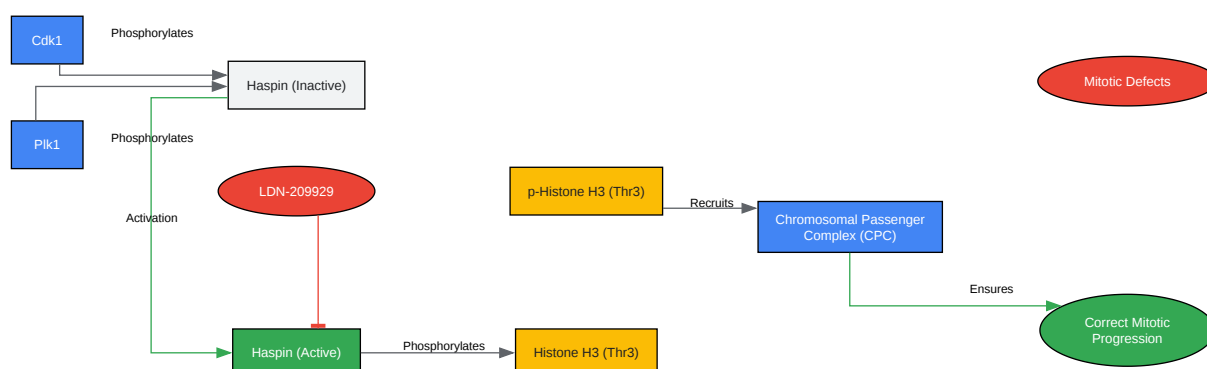 Cdk1
Phosphorylates
Haspin (Inactive)
Mitotic Defects
Plk1
Phosphorylates
LDN-209929
p-Histone H3 (Thr3)
Recruits
Activation
Chromosomal Passenger
Complex (CPC)
Ensures
Correct Mitotic
Progression
Haspin (Active)
Phosphorylates
Histone H3 (Thr3)